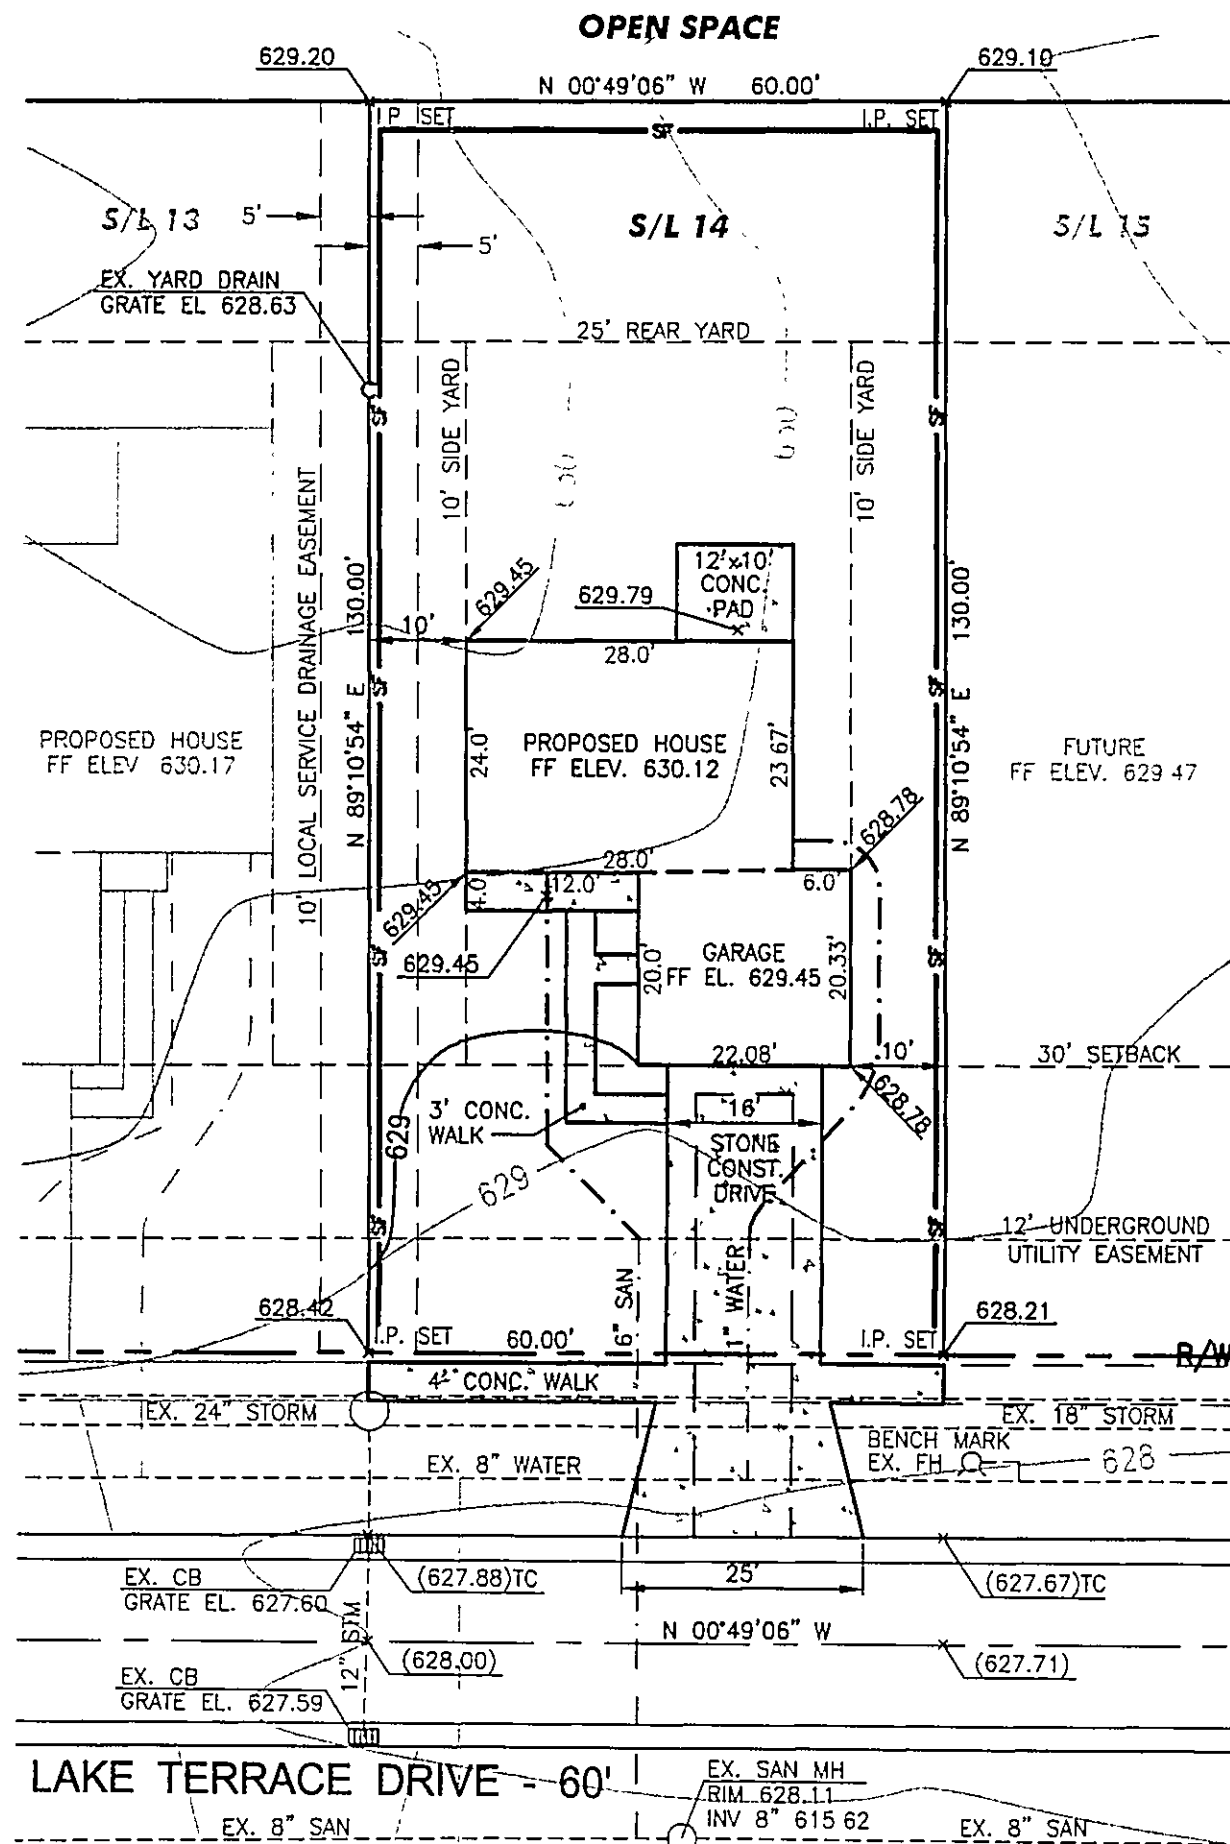 OPEN SPACE
629.20
629.10
N 00°49'06" W 60.00'
I.P. SET
I.P. SET
SF
S/L 13
5'
S/L 14
S/L 15
5'
EX. YARD DRAIN
GRATE EL 628.63
25' REAR YARD
10' SIDE YARD
10' SIDE YARD
SF
SF
630
10' LOCAL SERVICE DRAINAGE EASEMENT
N 89°10'54" E 130.00'
N 89°10'54" E 130.00'
12'x10'
CONC.
PAD
629.45
629.79
10'
28.0'
SF
SF
PROPOSED HOUSE
FF ELEV 630.17
24.0'
PROPOSED HOUSE
FF ELEV. 630.12
23.67'
FUTURE
FF ELEV. 629.47
628.78
28.0'
6.0'
4.0'
12.0'
629.45
629.45
SF
SF
GARAGE
FF EL. 629.45
20.0'
20.33'
22.08'
10'
30' SETBACK
628.78
3' CONC.
WALK
16'
STONE
CONST.
DRIVE
629
629
SF
SF
12' UNDERGROUND
UTILITY EASEMENT
6" SAN
1" WATER
628.42
628.21
I.P. SET
60.00'
I.P. SET
R/W
4' CONC. WALK
EX. 24" STORM
EX. 18" STORM
BENCH MARK
EX. FH
628
EX. 8" WATER
EX. CB
GRATE EL. 627.60
(627.88)TC
25'
(627.67)TC
12" STM
N 00°49'06" W
(628.00)
(627.71)
EX. CB
GRATE EL. 627.59
LAKE TERRACE DRIVE - 60'
EX. SAN MH
RIM 628.11
INV 8" 615.62
EX. 8" SAN
EX. 8" SAN